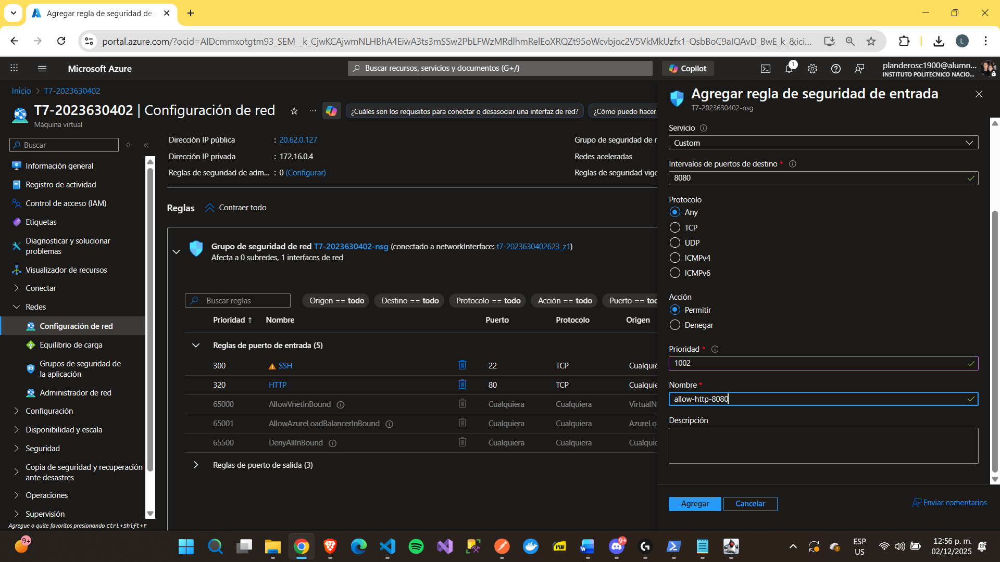 Agregar regla de seguridad de
portal.azure.com/?ocid=AIDcmmxotgtm93_SEM__k_CjwKCAjwmNLHBhA4EiwA3ts3mSSw2PbLFWzMRdlhmRelEoXRQZt95oWcvbjoc2V5VkMkUzfx1-QsbBoC9aIQAvD_BwE_k_&ici...
L
Microsoft Azure
Buscar recursos, servicios y documentos (G+/)
Copilot
1
planderosc1900@alumn...
INSTITUTO POLITECNICO NACIO...
Inicio > T7-2023630402
T7-2023630402 | Configuración de red
Máquina virtual
¿Cuáles son los requisitos para conectar o desasociar una interfaz de red?
¿Cómo puedo hacer
Buscar
Información general
Registro de actividad
Control de acceso (IAM)
Etiquetas
Diagnosticar y solucionar
problemas
Visualizador de recursos
Conectar
Redes
Configuración de red
Equilibrio de carga
Grupos de seguridad de
la aplicación
Administrador de red
Configuración
Disponibilidad y escala
Seguridad
Copia de seguridad y recuperación
ante desastres
Operaciones
Supervisión
Agregue o quite favoritos presionando Ctrl+Shift+F
Dirección IP pública : 20.62.0.127
Dirección IP privada : 172.16.0.4
Reglas de seguridad de adm... : 0 (Configurar)
Grupo de seguridad de r
Redes aceleradas
Reglas de seguridad vige
Reglas Contraer todo
Grupo de seguridad de red T7-2023630402-nsg (conectado a networkInterface: t7-2023630402623_z1)
Afecta a 0 subredes, 1 interfaces de red
Buscar reglas Origen == todo Destino == todo Protocolo == todo Acción == todo Puerto == tod
Prioridad ↑ Nombre Puerto Protocolo Origen
Reglas de puerto de entrada (5)
300 SSH 22 TCP Cualquie
320 HTTP 80 TCP Cualquie
65000 AllowVnetInBound Cualquiera Cualquiera VirtualNe
65001 AllowAzureLoadBalancerInBound Cualquiera Cualquiera AzureLoa
65500 DenyAllInBound Cualquiera Cualquiera Cualquie
Reglas de puerto de salida (3)
Agregar regla de seguridad de entrada
T7-2023630402-nsg
Servicio
Custom
Intervalos de puertos de destino *
8080
Protocolo
Any
TCP
UDP
ICMPv4
ICMPv6
Acción
Permitir
Denegar
Prioridad *
1002
Nombre *
allow-http-8080
Descripción
Agregar Cancelar
Enviar comentarios
9+
PDF
9+
ESP
US
12:56 p. m.
02/12/2025